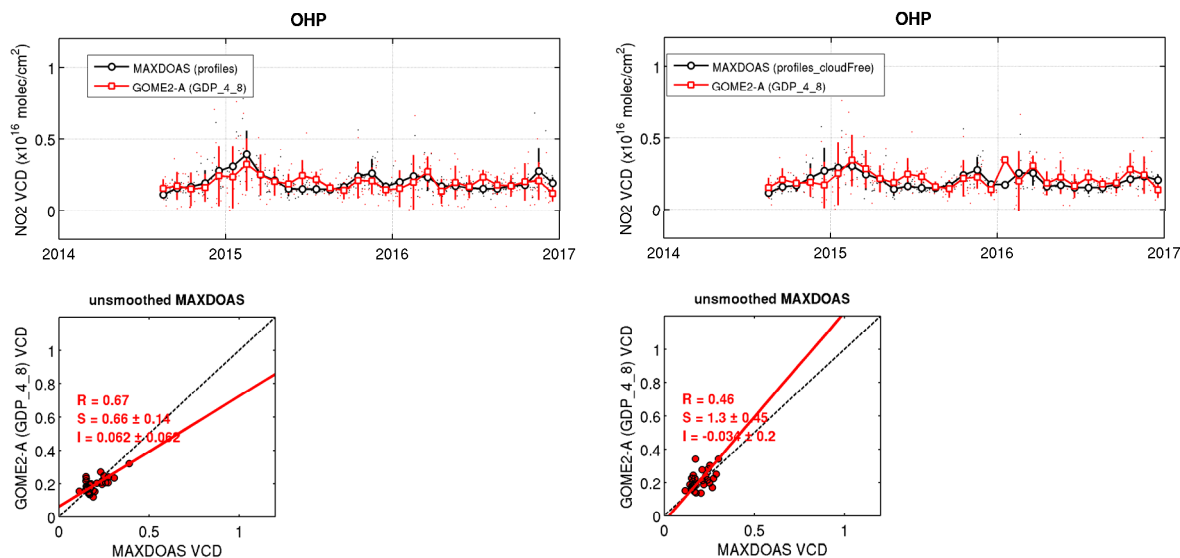 OHP
NO2 VCD (x10^16 molec/cm^2)
1
0.5
0
MAXDOAS (profiles)
GOME2-A (GDP_4_8)
2014
2015
2016
2017
unsmoothed MAXDOAS
GOME2-A (GDP_4_8) VCD
1
0.8
0.6
0.4
0.2
0
R = 0.67
S = 0.66 ± 0.14
I = 0.062 ± 0.062
0
0.5
1
MAXDOAS VCD
OHP
NO2 VCD (x10^16 molec/cm^2)
1
0.5
0
MAXDOAS (profiles_cloudFree)
GOME2-A (GDP_4_8)
2014
2015
2016
2017
unsmoothed MAXDOAS
GOME2-A (GDP_4_8) VCD
1
0.8
0.6
0.4
0.2
0
R = 0.46
S = 1.3 ± 0.45
I = -0.034 ± 0.2
0
0.5
1
MAXDOAS VCD